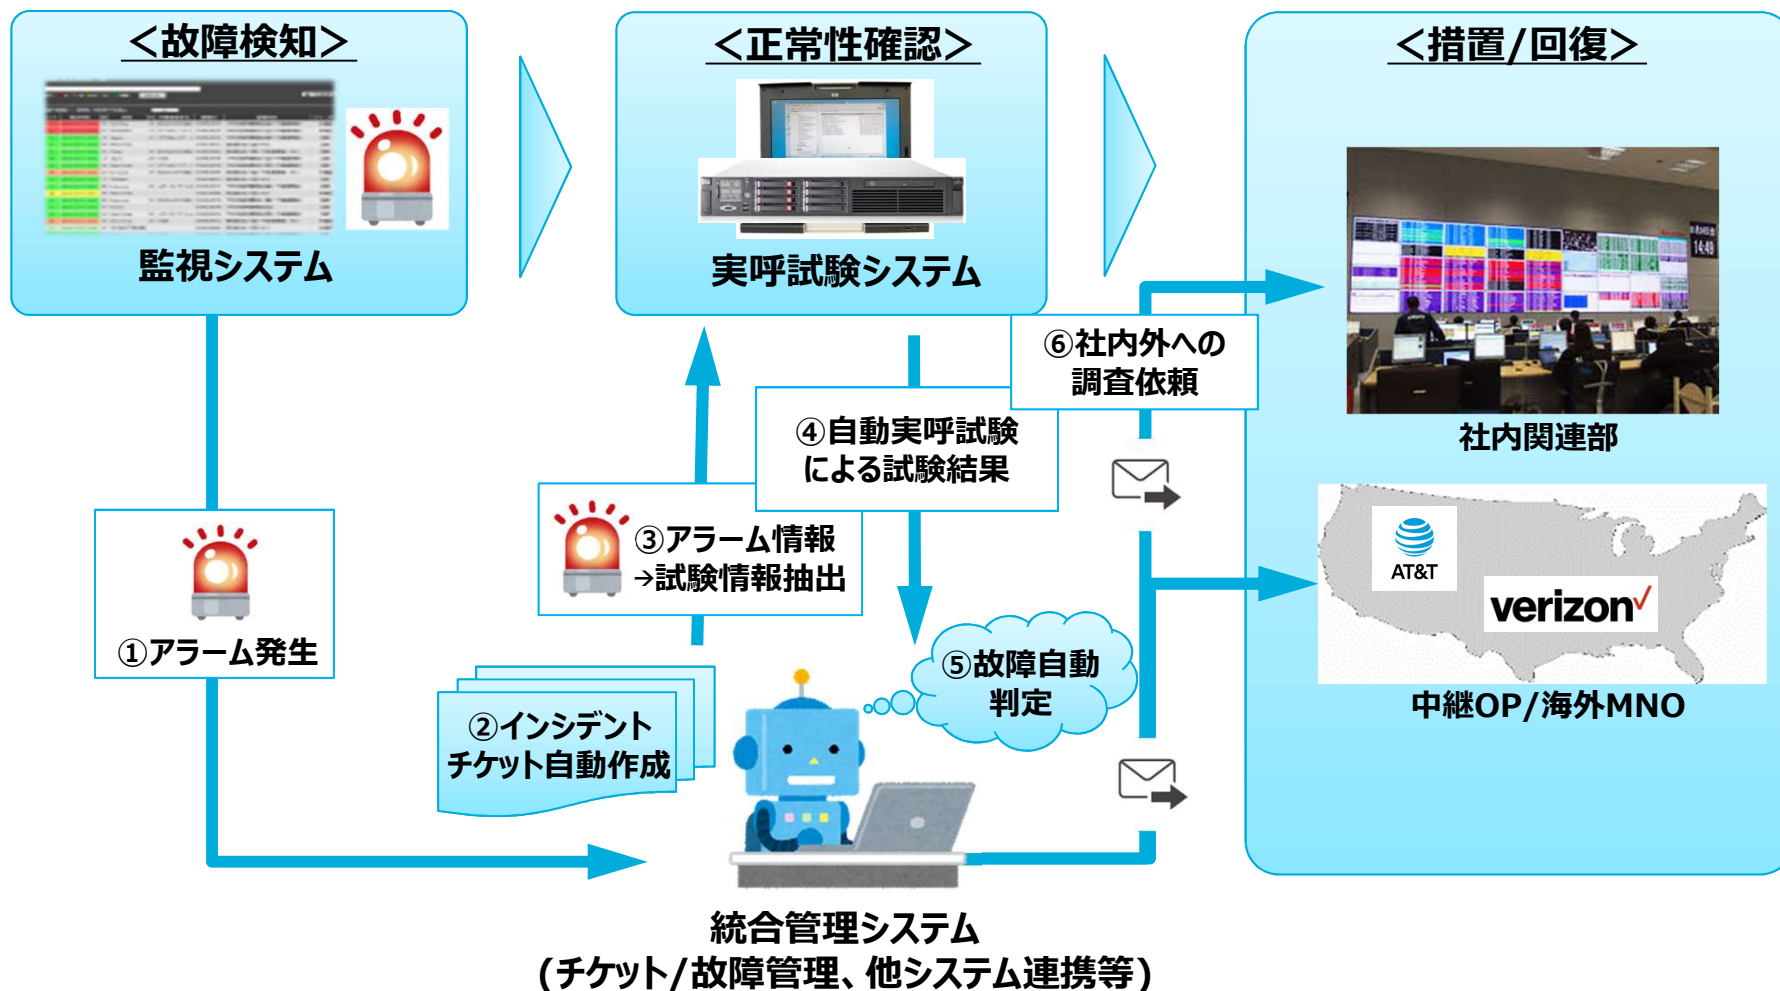 ＜故障検知＞
監視システム
＜正常性確認＞
実呼試験システム
＜措置/回復＞
14:49
社内関連部
AT&T
verizon
中継OP/海外MNO
①アラーム発生
②インシデント
チケット自動作成
③アラーム情報
→試験情報抽出
④自動実呼試験
による試験結果
⑤故障自動
判定
⑥社内外への
調査依頼
統合管理システム
(チケット/故障管理、他システム連携等)